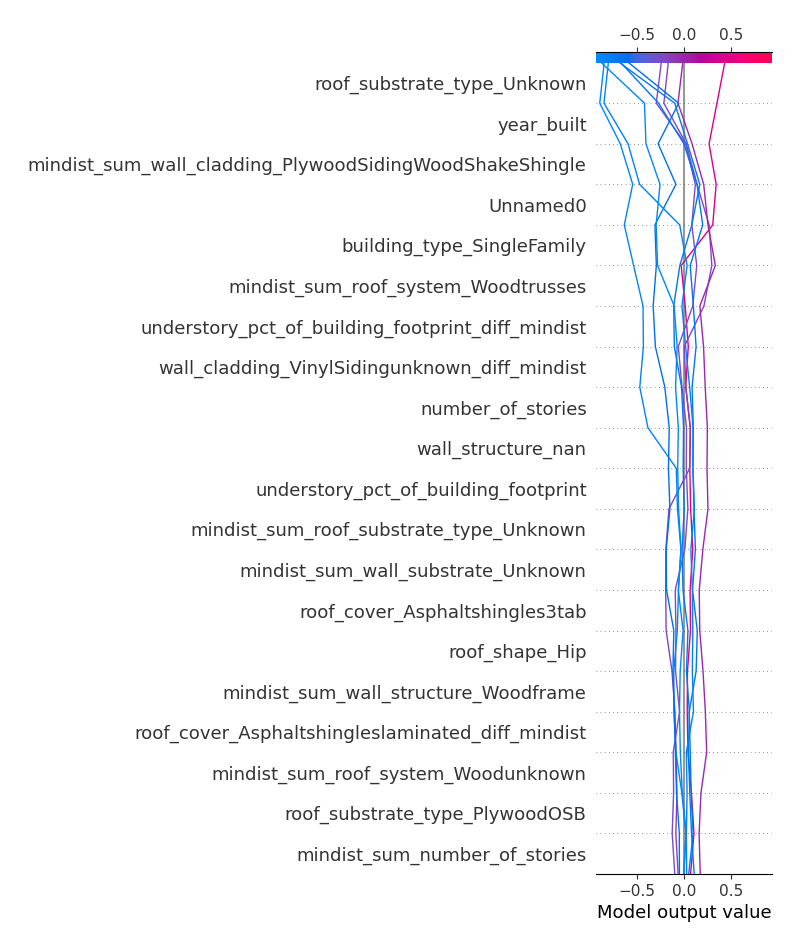 −0.5 0.0 0.5
roof_substrate_type_Unknown
year_built
mindist_sum_wall_cladding_PlywoodSidingWoodShakeShingle
Unnamed0
building_type_SingleFamily
mindist_sum_roof_system_Woodtrusses
understory_pct_of_building_footprint_diff_mindist
wall_cladding_VinylSidingunknown_diff_mindist
number_of_stories
wall_structure_nan
understory_pct_of_building_footprint
mindist_sum_roof_substrate_type_Unknown
mindist_sum_wall_substrate_Unknown
roof_cover_Asphaltshingles3tab
roof_shape_Hip
mindist_sum_wall_structure_Woodframe
roof_cover_Asphaltshingleslaminated_diff_mindist
mindist_sum_roof_system_Woodunknown
roof_substrate_type_PlywoodOSB
mindist_sum_number_of_stories
−0.5 0.0 0.5
Model output value